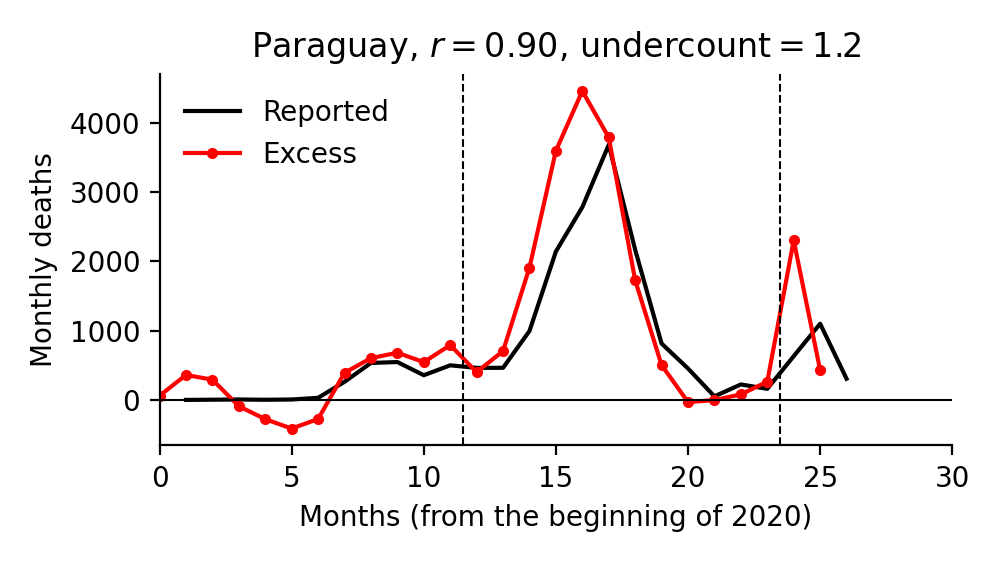 Paraguay, r = 0.90, undercount = 1.2
Reported
Excess
Monthly deaths
4000
3000
2000
1000
0
0 5 10 15 20 25 30
Months (from the beginning of 2020)